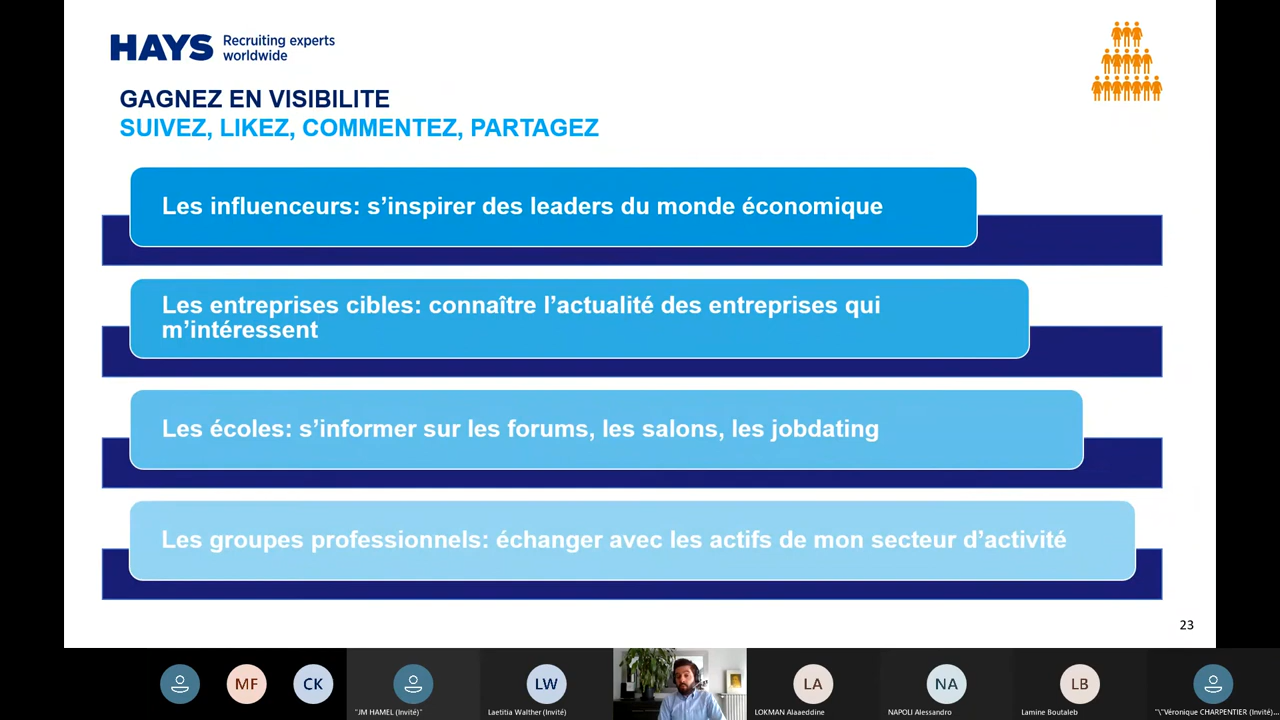 HAYS Recruiting experts
worldwide
GAGNEZ EN VISIBILITE
SUIVEZ, LIKEZ, COMMENTEZ, PARTAGEZ
Les influenceurs: s’inspirer des leaders du monde économique
Les entreprises cibles: connaître l’actualité des entreprises qui
m’intéressent
Les écoles: s’informer sur les forums, les salons, les jobdating
Les groupes professionnels: échanger avec les actifs de mon secteur d’activité
23
MF
CK
LW
LA
NA
LB
"JM HAMEL (Invité)"
Laetitia Walther (Invité)
LOKMAN Alaaeddine
NAPOLI Alessandro
Lamine Boutaleb
"\"Véronique CHARPENTIER (Invité)...